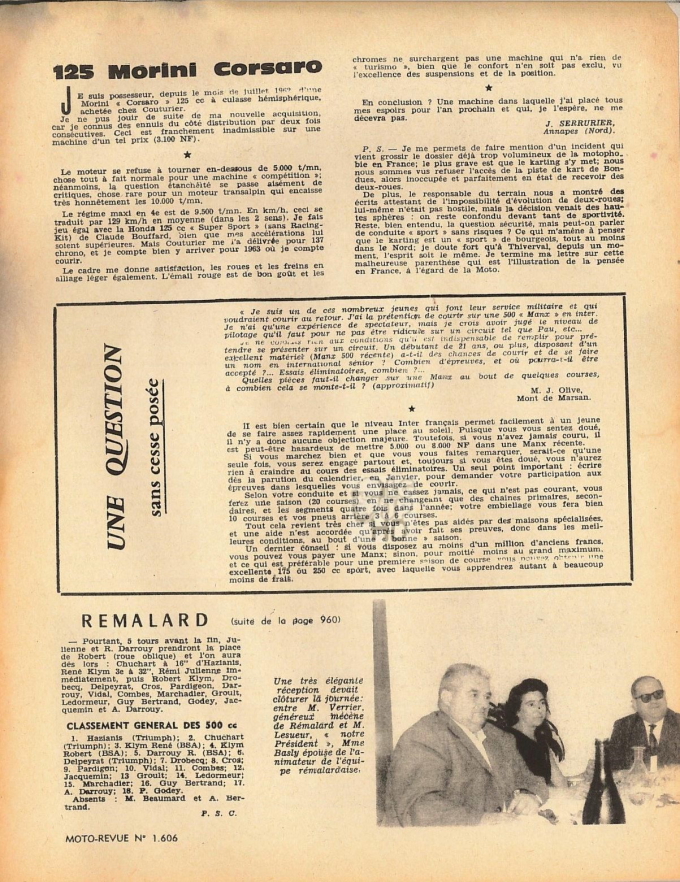 125 Morini Corsaro
JE suis possesseur, depuis le mois de juillet 1962 d'une
Morini « Corsaro » 125 cc à culasse hémisphérique,
achetée chez Couturier.
Je ne pus jouir de suite de ma nouvelle acquisition,
car je connus des ennuis du côté distribution par deux fois
consécutives. Ceci est franchement inadmissible sur une
machine d'un tel prix (3.100 NF).
★
Le moteur se refuse à tourner en-dessous de 5.000 t/mn,
chose tout à fait normale pour une machine « compétition » ;
néanmoins, la question étanchéité se passe aisément de
critiques, chose rare pour un moteur transalpin qui encaisse
très honnêtement les 10.000 t/mn.
Le régime maxi en 4e est de 9.500 t/mn. En km/h, ceci se
traduit par 129 km/h en moyenne (dans les 2 sens). Je fais
jeu égal avec la Honda 125 cc « Super Sport » (sans Racing-
Kit) de Claude Bouffard, bien que mes accélérations lui
soient supérieures. Mais Couturier me l'a délivrée pour 137
chrono, et je compte bien y arriver pour 1963 où je compte
courir.
Le cadre me donne satisfaction, les roues et les freins en
alliage léger également. L'émail rouge est de bon goût et les
chromes ne surchargent pas une machine qui n'a rien de
« turismo », bien que le confort n'en soit pas exclu, vu
l'excellence des suspensions et de la position.
★
En conclusion ? Une machine dans laquelle j'ai placé tous
mes espoirs pour l'an prochain et qui, je l'espère, ne me
décevra pas.
J. SERRURIER,
Annapes (Nord).
P. S. — Je me permets de faire mention d'un incident qui
vient grossir le dossier déjà trop volumineux de la motopho-
bie en France; le plus grave est que le karting s'y met; nous
nous sommes vus refuser l'accès de la piste de kart de Bon-
dues, alors inoccupée et parfaitement en état de recevoir des
deux-roues.
De plus, le responsable du terrain nous a montré des
écrits attestant de l'impossibilité d'évolution de deux-roues;
lui-même n'était pas hostile, mais la décision venait des hau-
tes sphères : on reste confondu devant tant de sportivité.
Reste, bien entendu, la question sécurité, mais peut-on parler
de conduite « sport » sans risques ? Ce qui m'amène à penser
que le karting est un « sport » de bourgeois, tout au moins
dans le Nord; je doute fort qu'à Thiverval, depuis un mo-
ment, l'esprit soit le même. Je termine ma lettre sur cette
malheureuse parenthèse qui est l'illustration de la pensée
en France, à l'égard de la Moto.
UNE QUESTION
sans cesse posée
« Je suis un de ces nombreux jeunes qui font leur service militaire et qui
voudraient courir au retour. J'ai la prétention de courir sur une 500 « Manx » en inter.
Je n'ai qu'une expérience de spectateur, mais je crois avoir jugé le niveau de
pilotage qu'il faut pour ne pas être ridicule sur un circuit tel que Pau, etc...
Je ne connais rien aux conditions qu'il est indispensable de remplir pour pré-
tendre se présenter sur un circuit. Un débutant de 21 ans, ou plus, disposant d'un
excellent matériel (Manx 500 récente) a-t-il des chances de courir et de se faire
un nom en international sénior ? Combien d'épreuves, et où pourra-t-il être
accepté ?... Essais éliminatoires, combien ?...
Quelles pièces faut-il changer sur une Manx au bout de quelques courses,
à combien cela se monte-t-il ? (approximatif)
M. J. Olive,
Mont de Marsan.
★
Il est bien certain que le niveau Inter français permet facilement à un jeune
de se faire assez rapidement une place au soleil. Puisque vous vous sentez doué,
il n'y a donc aucune objection majeure. Toutefois, si vous n'avez jamais couru, il
est peut-être hasardeux de mettre 5.000 ou 8.000 NF dans une Manx récente.
Si vous marchez bien et que vous vous faites remarquer, serait-ce qu'une
seule fois, vous serez engagé partout et, toujours si vous êtes doué, vous n'aurez
rien à craindre au cours des essais éliminatoires. Un seul point important : écrire
dès la parution du calendrier, en janvier, pour demander votre participation aux
épreuves dans lesquelles vous envisagez de courir.
Selon votre conduite et si vous ne cassez jamais, ce qui n'est pas courant, vous
ferez une saison (20 courses) en ne changeant que des chaînes primaires, secon-
daires, et les segments dans l'année; votre embiellage vous fera bien
10 courses et vos pneus arrière 3 courses.
Tout cela revient très cher vous n'êtes pas aidés par des maisons spécialisées,
et une aide n'est accordée qu' avoir fait ses preuves, donc dans les meil-
leures conditions, au bout d'une bonne » saison.
Un dernier conseil : si vous disposez au moins d'un million d'anciens francs,
vous pouvez vous payer une Manx; sinon, pour moitié moins au grand maximum,
et ce qui est préférable pour une première saison de course une
excellente 175 ou 250 cc sport, avec laquelle vous apprendrez autant à beaucoup
moins de frais.
REMALARD (suite de la page 960)
— Pourtant, 5 tours avant la fin, Ju-
lienne et R. Darrouy prendront la place
de Robert (roue oblique) et l'on aura
dès lors : Chuchart à 16" d'Hazianis,
René Klym 3e à 32", Rémi Julienne im-
médiatement, puis Robert Klym, Dro-
becq, Delpeyrat, Cros, Pardigeon, Dar-
rouy, Vidal, Combes, Marchadier, Groult,
Ledormeur, Guy Bertrand, Godey, Jac-
quemin et A. Darrouy.
CLASSEMENT GENERAL DES 500 cc
1. Hazianis (Triumph); 2. Chuchart
(Triumph); 3. Klym René (BSA); 4. Klym
Robert (BSA); 5. Darrouy R. (BSA); 6.
Delpeyrat (Triumph); 7. Drobecq; 8. Cros;
9. Pardigon; 10. Vidal; 11. Combes; 12.
Jacquemin; 13 Groult; 14. Ledormeur;
15. Marchadier; 16. Guy Bertrand; 17.
A. Darrouy; 18. P. Godey.
Absents : M. Beaumard et A. Ber-
trand.
P. S. C.
Une très élégante
réception devait
clôturer la journée:
entre M. Verrier,
généreux mécène
de Rémalard et M.
Lesueur, « notre
Président », Mme
Basly épouse de l'a-
nimateur de l'équi-
pe rémalardaise.
MOTO-REVUE N° 1.606